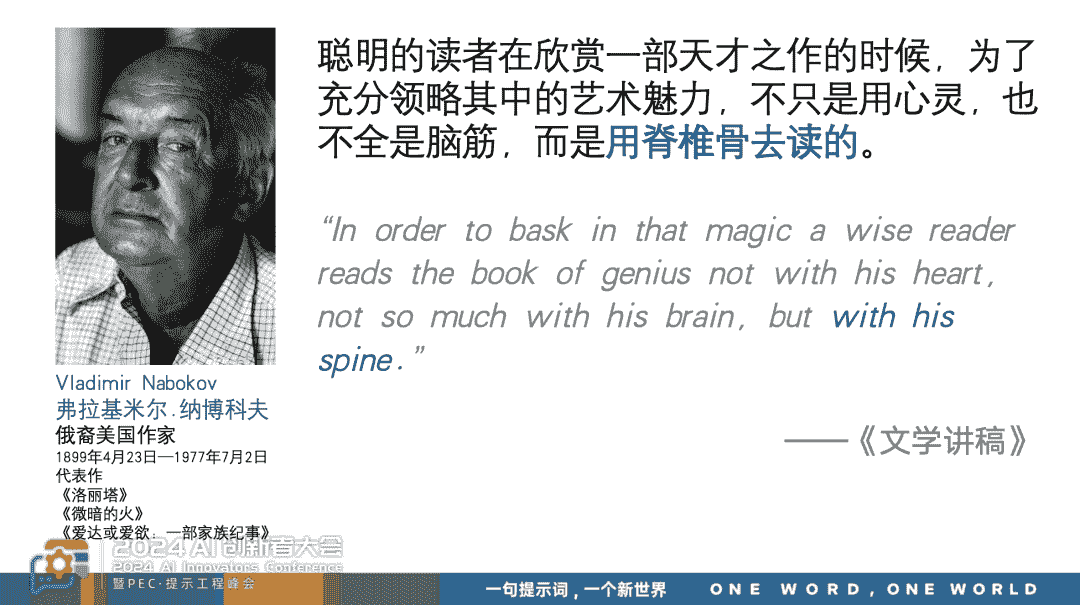 聪明的读者在欣赏一部天才之作的时候，为了
充分领略其中的艺术魅力，不只是用心灵，也
不全是脑筋，而是用脊椎骨去读的。
“In order to bask in that magic a wise reader
reads the book of genius not with his heart,
not so much with his brain, but with his
spine.”
——《文学讲稿》
Vladimir Nabokov
弗拉基米尔.纳博科夫
俄裔美国作家
1899年4月23日—1977年7月2日
代表作
《洛丽塔》
《微暗的火》
《爱达或爱欲：一部家族纪事》
2024 AI 创新者大会
2024 AI Innovators Conference
暨PEC·提示工程峰会
一句提示词，一个新世界
ONE WORD, ONE WORLD